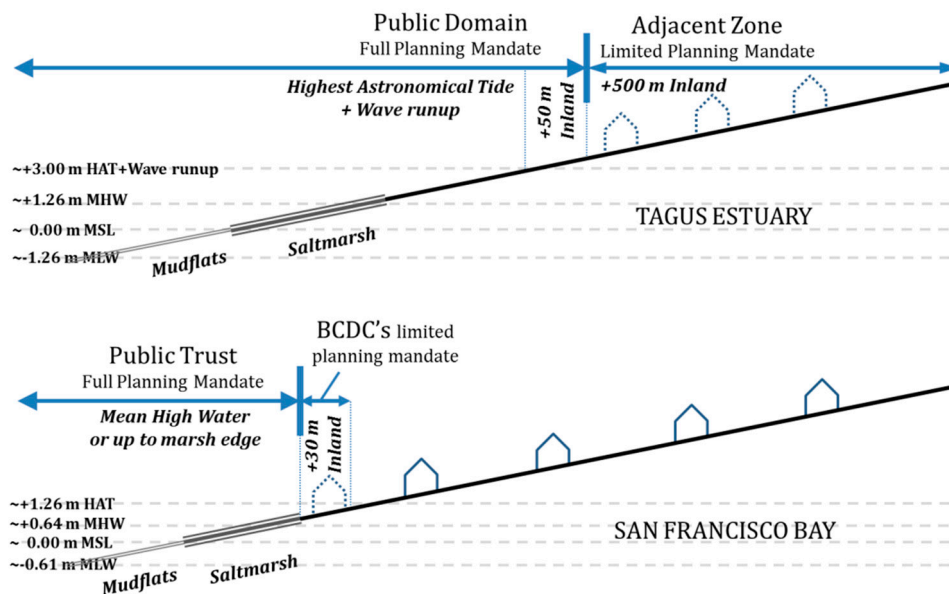 Public Domain
Full Planning Mandate
Adjacent Zone
Limited Planning Mandate
Highest Astronomical Tide
+ Wave runup
+50 m
Inland
+500 m Inland
~+3.00 m HAT+Wave runup
~+1.26 m MHW
~ 0.00 m MSL
~-1.26 m MLW
Mudflats
Saltmarsh
TAGUS ESTUARY
Public Trust
Full Planning Mandate
BCDC's limited
planning mandate
Mean High Water
or up to marsh edge
+30 m
Inland
~+1.26 m HAT
~+0.64 m MHW
~ 0.00 m MSL
~-0.61 m MLW
Mudflats
Saltmarsh
SAN FRANCISCO BAY